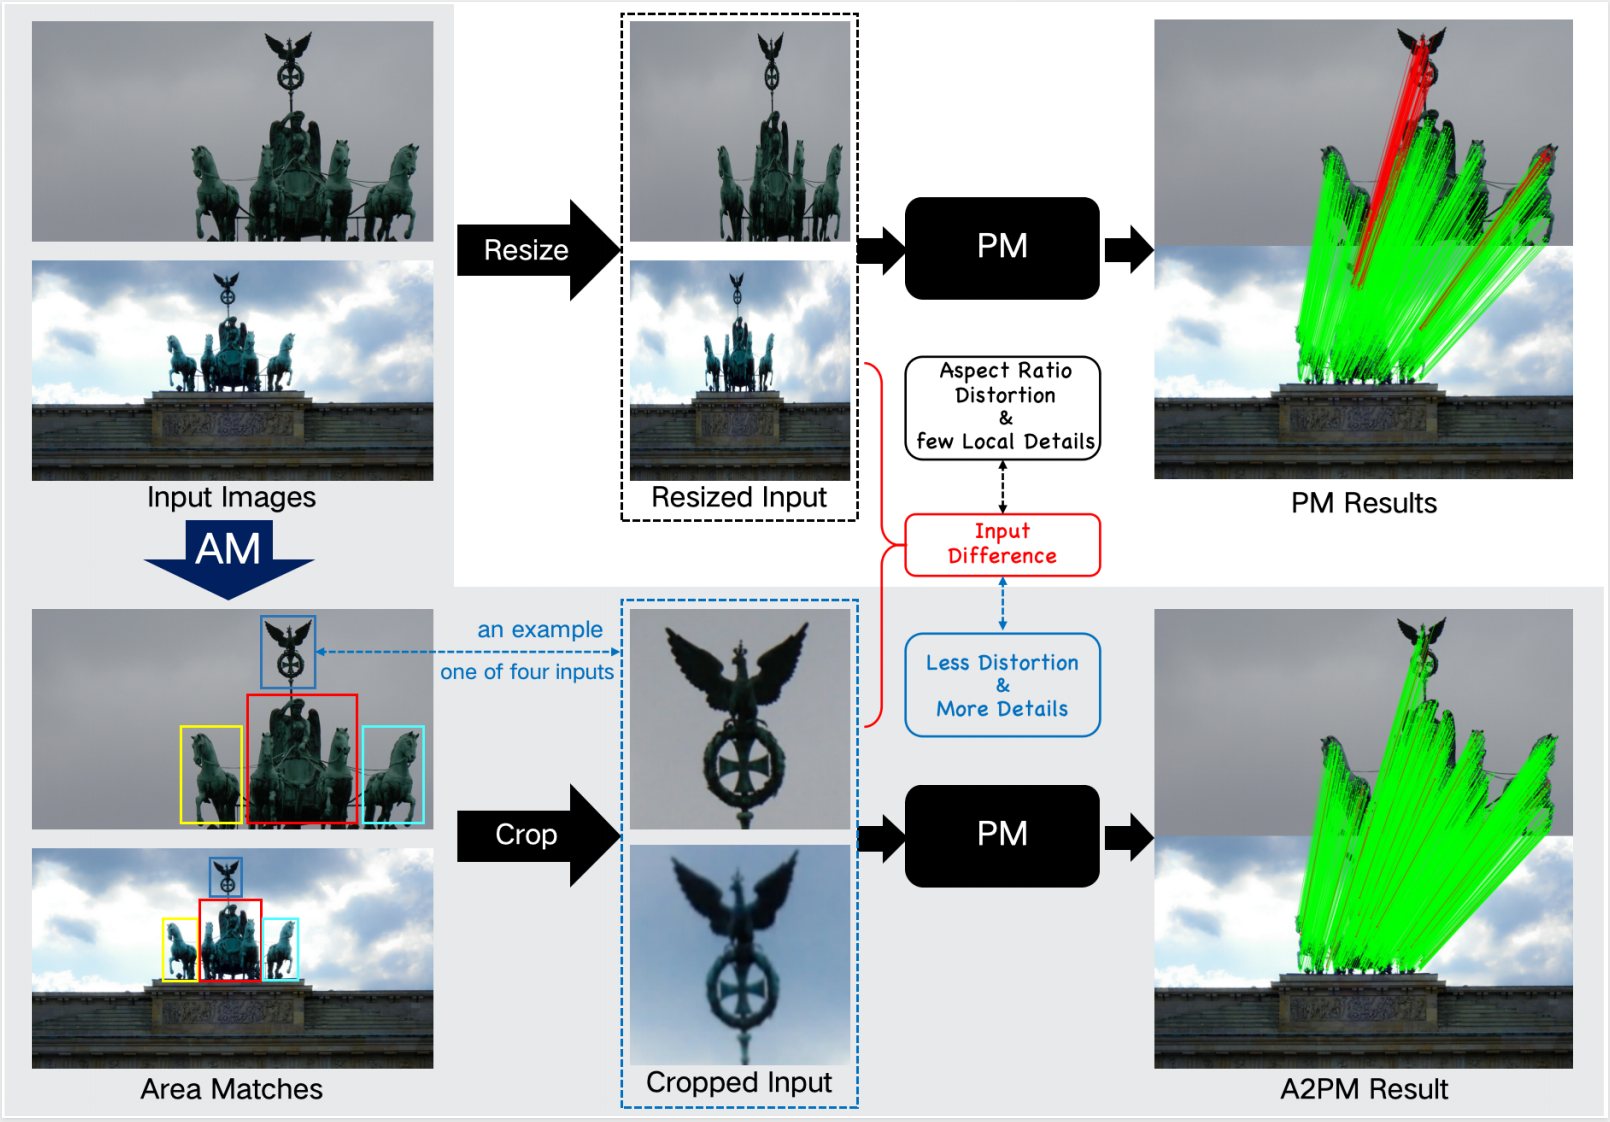 Resize
PM
Aspect Ratio
Distortion
&
few Local Details
Input Images
Resized Input
PM Results
Input
Difference
AM
an example
one of four inputs
Less Distortion
&
More Details
Crop
PM
Area Matches
Cropped Input
A2PM Result